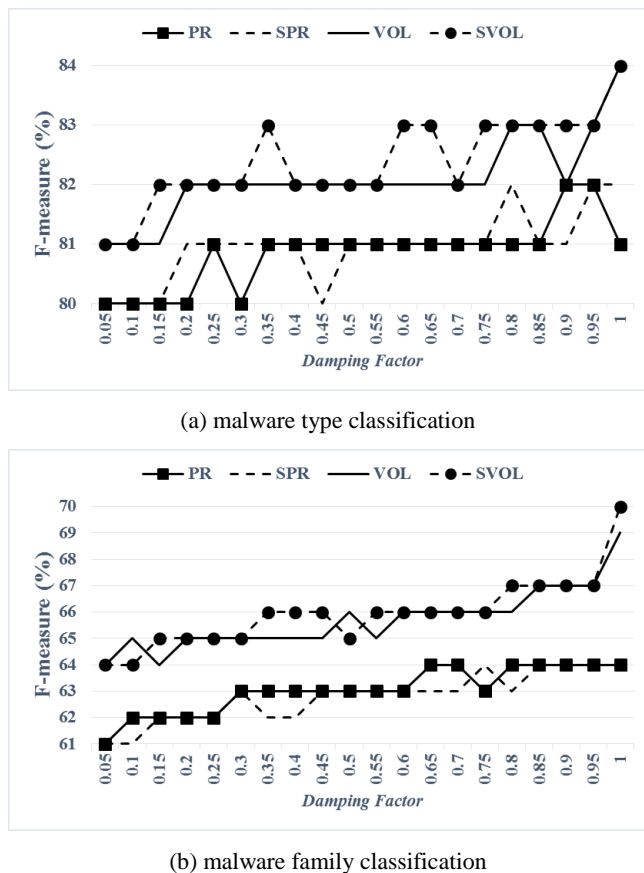 PR SPR VOL SVOL
84
83
82
81
80
F-measure (%)
0.05 0.1 0.15 0.2 0.25 0.3 0.35 0.4 0.45 0.5 0.55 0.6 0.65 0.7 0.75 0.8 0.85 0.9 0.95 1
Damping Factor
(a) malware type classification
PR SPR VOL SVOL
70
69
67
66
65
64
63
62
61
F-measure (%)
0.05 0.1 0.15 0.2 0.25 0.3 0.35 0.4 0.45 0.5 0.55 0.6 0.65 0.7 0.75 0.8 0.85 0.9 0.95 1
Damping Factor
(b) malware family classification